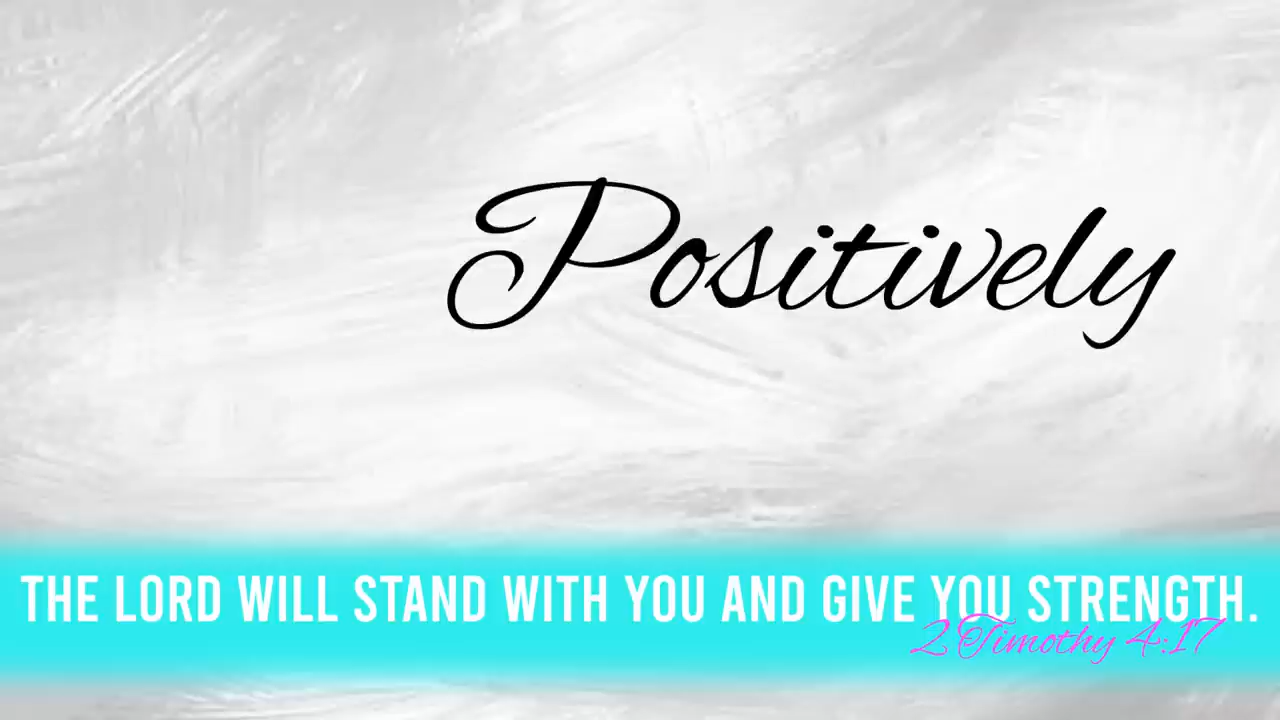 Positively
THE LORD WILL STAND WITH YOU AND GIVE YOU STRENGTH.
2 Timothy 4:17